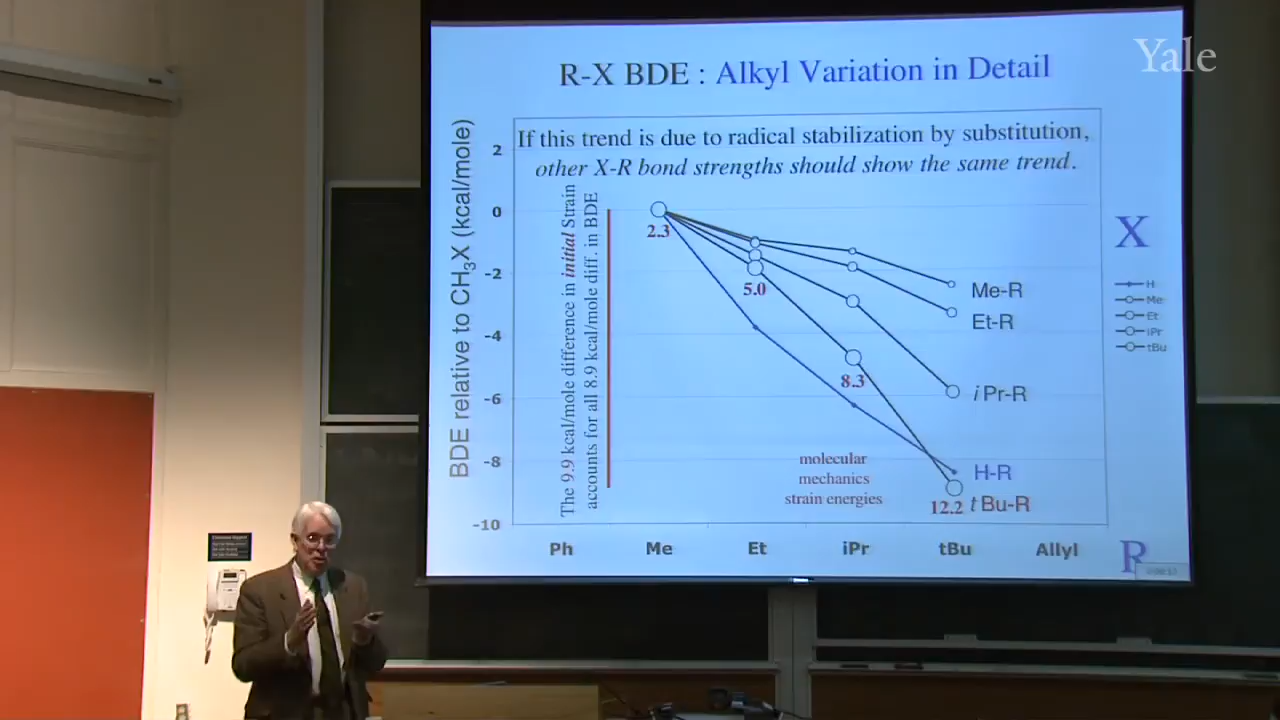 Yale
R-X BDE : Alkyl Variation in Detail
If this trend is due to radical stabilization by substitution,
other X-R bond strengths should show the same trend.
BDE relative to CH₃X (kcal/mole)
2
0
-2
-4
-6
-8
-10
The 9.9 kcal/mole difference in initial Strain
accounts for all 8.9 kcal/mole diff. in BDE
2.3
5.0
8.3
12.2
molecular
mechanics
strain energies
Me-R
Et-R
iPr-R
H-R
tBu-R
X
H
Me
Et
iPr
tBu
Ph
Me
Et
iPr
tBu
Allyl
R